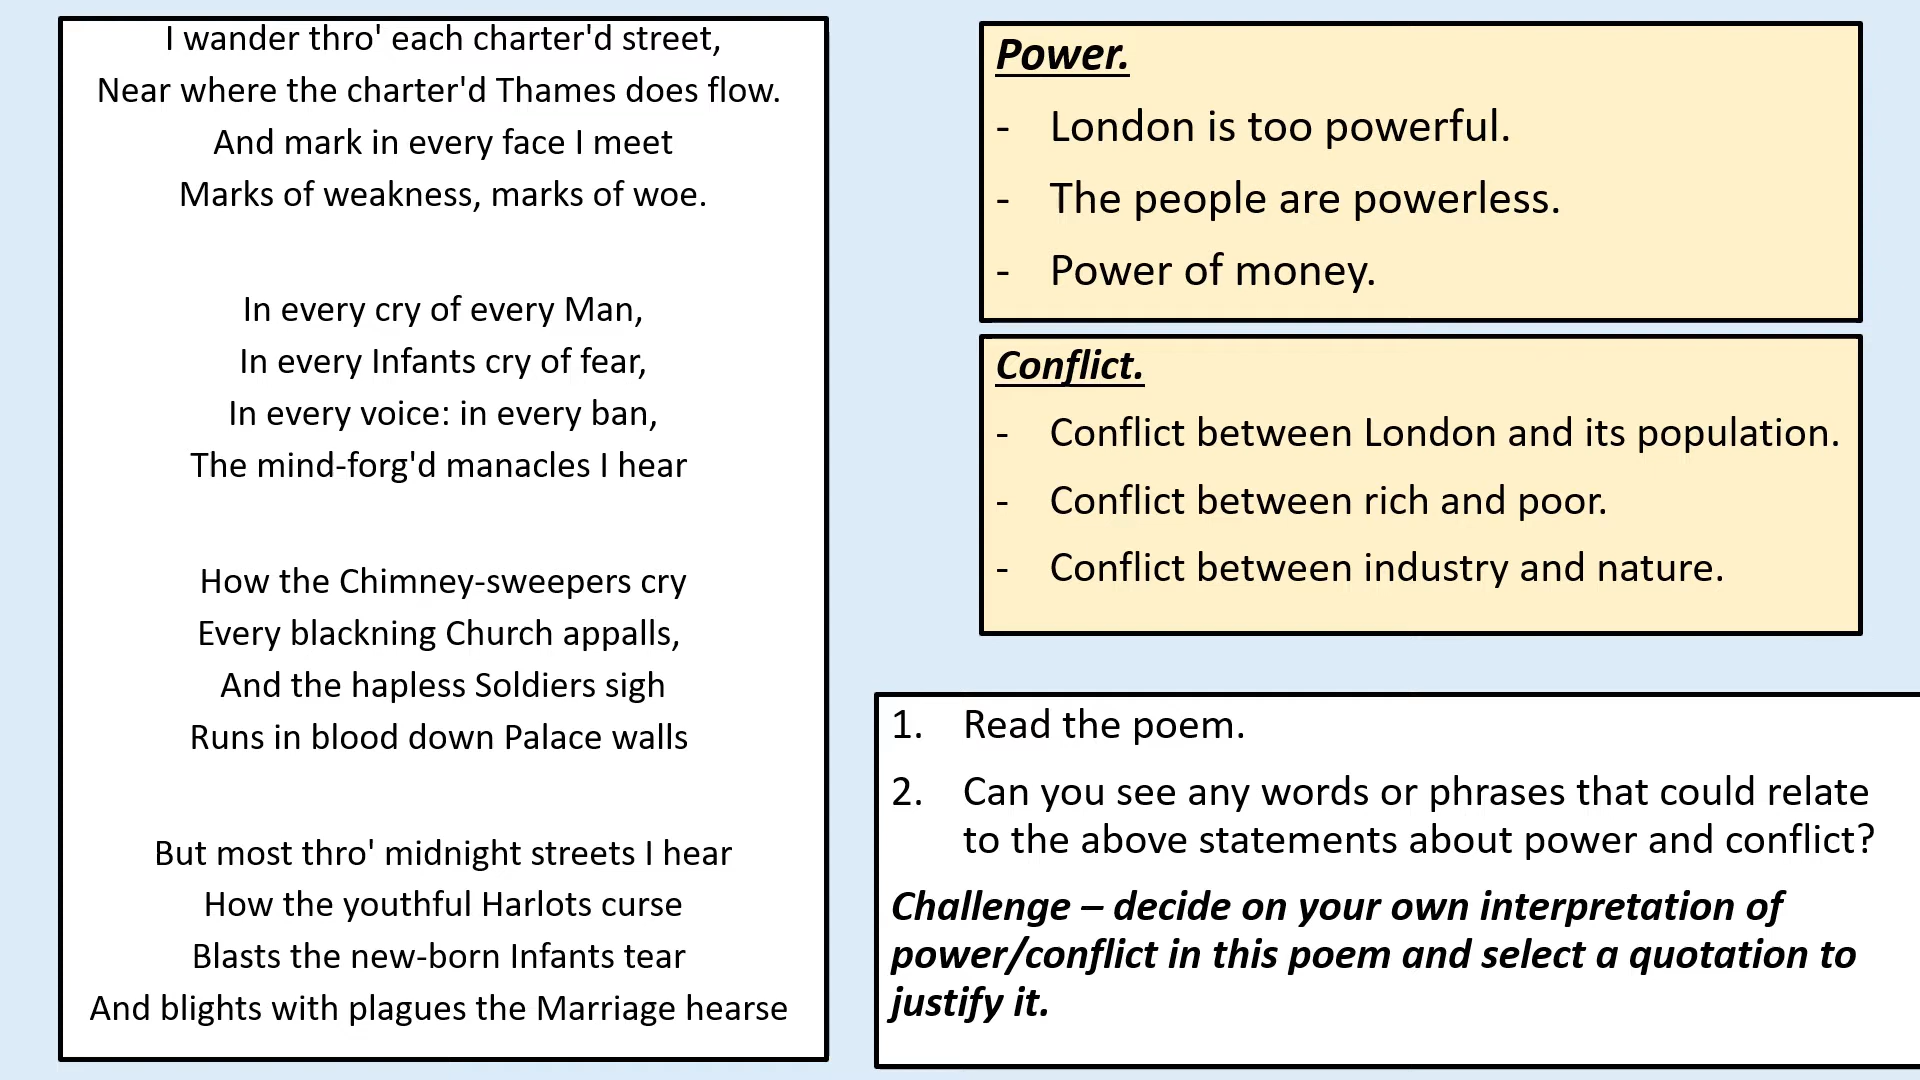 I wander thro' each charter'd street,
Near where the charter'd Thames does flow.
And mark in every face I meet
Marks of weakness, marks of woe.
In every cry of every Man,
In every Infants cry of fear,
In every voice: in every ban,
The mind-forg'd manacles I hear
How the Chimney-sweepers cry
Every blackning Church appalls,
And the hapless Soldiers sigh
Runs in blood down Palace walls
But most thro' midnight streets I hear
How the youthful Harlots curse
Blasts the new-born Infants tear
And blights with plagues the Marriage hearse
Power.
- London is too powerful.
- The people are powerless.
- Power of money.
Conflict.
- Conflict between London and its population.
- Conflict between rich and poor.
- Conflict between industry and nature.
1. Read the poem.
2. Can you see any words or phrases that could relate
to the above statements about power and conflict?
Challenge – decide on your own interpretation of
power/conflict in this poem and select a quotation to
justify it.